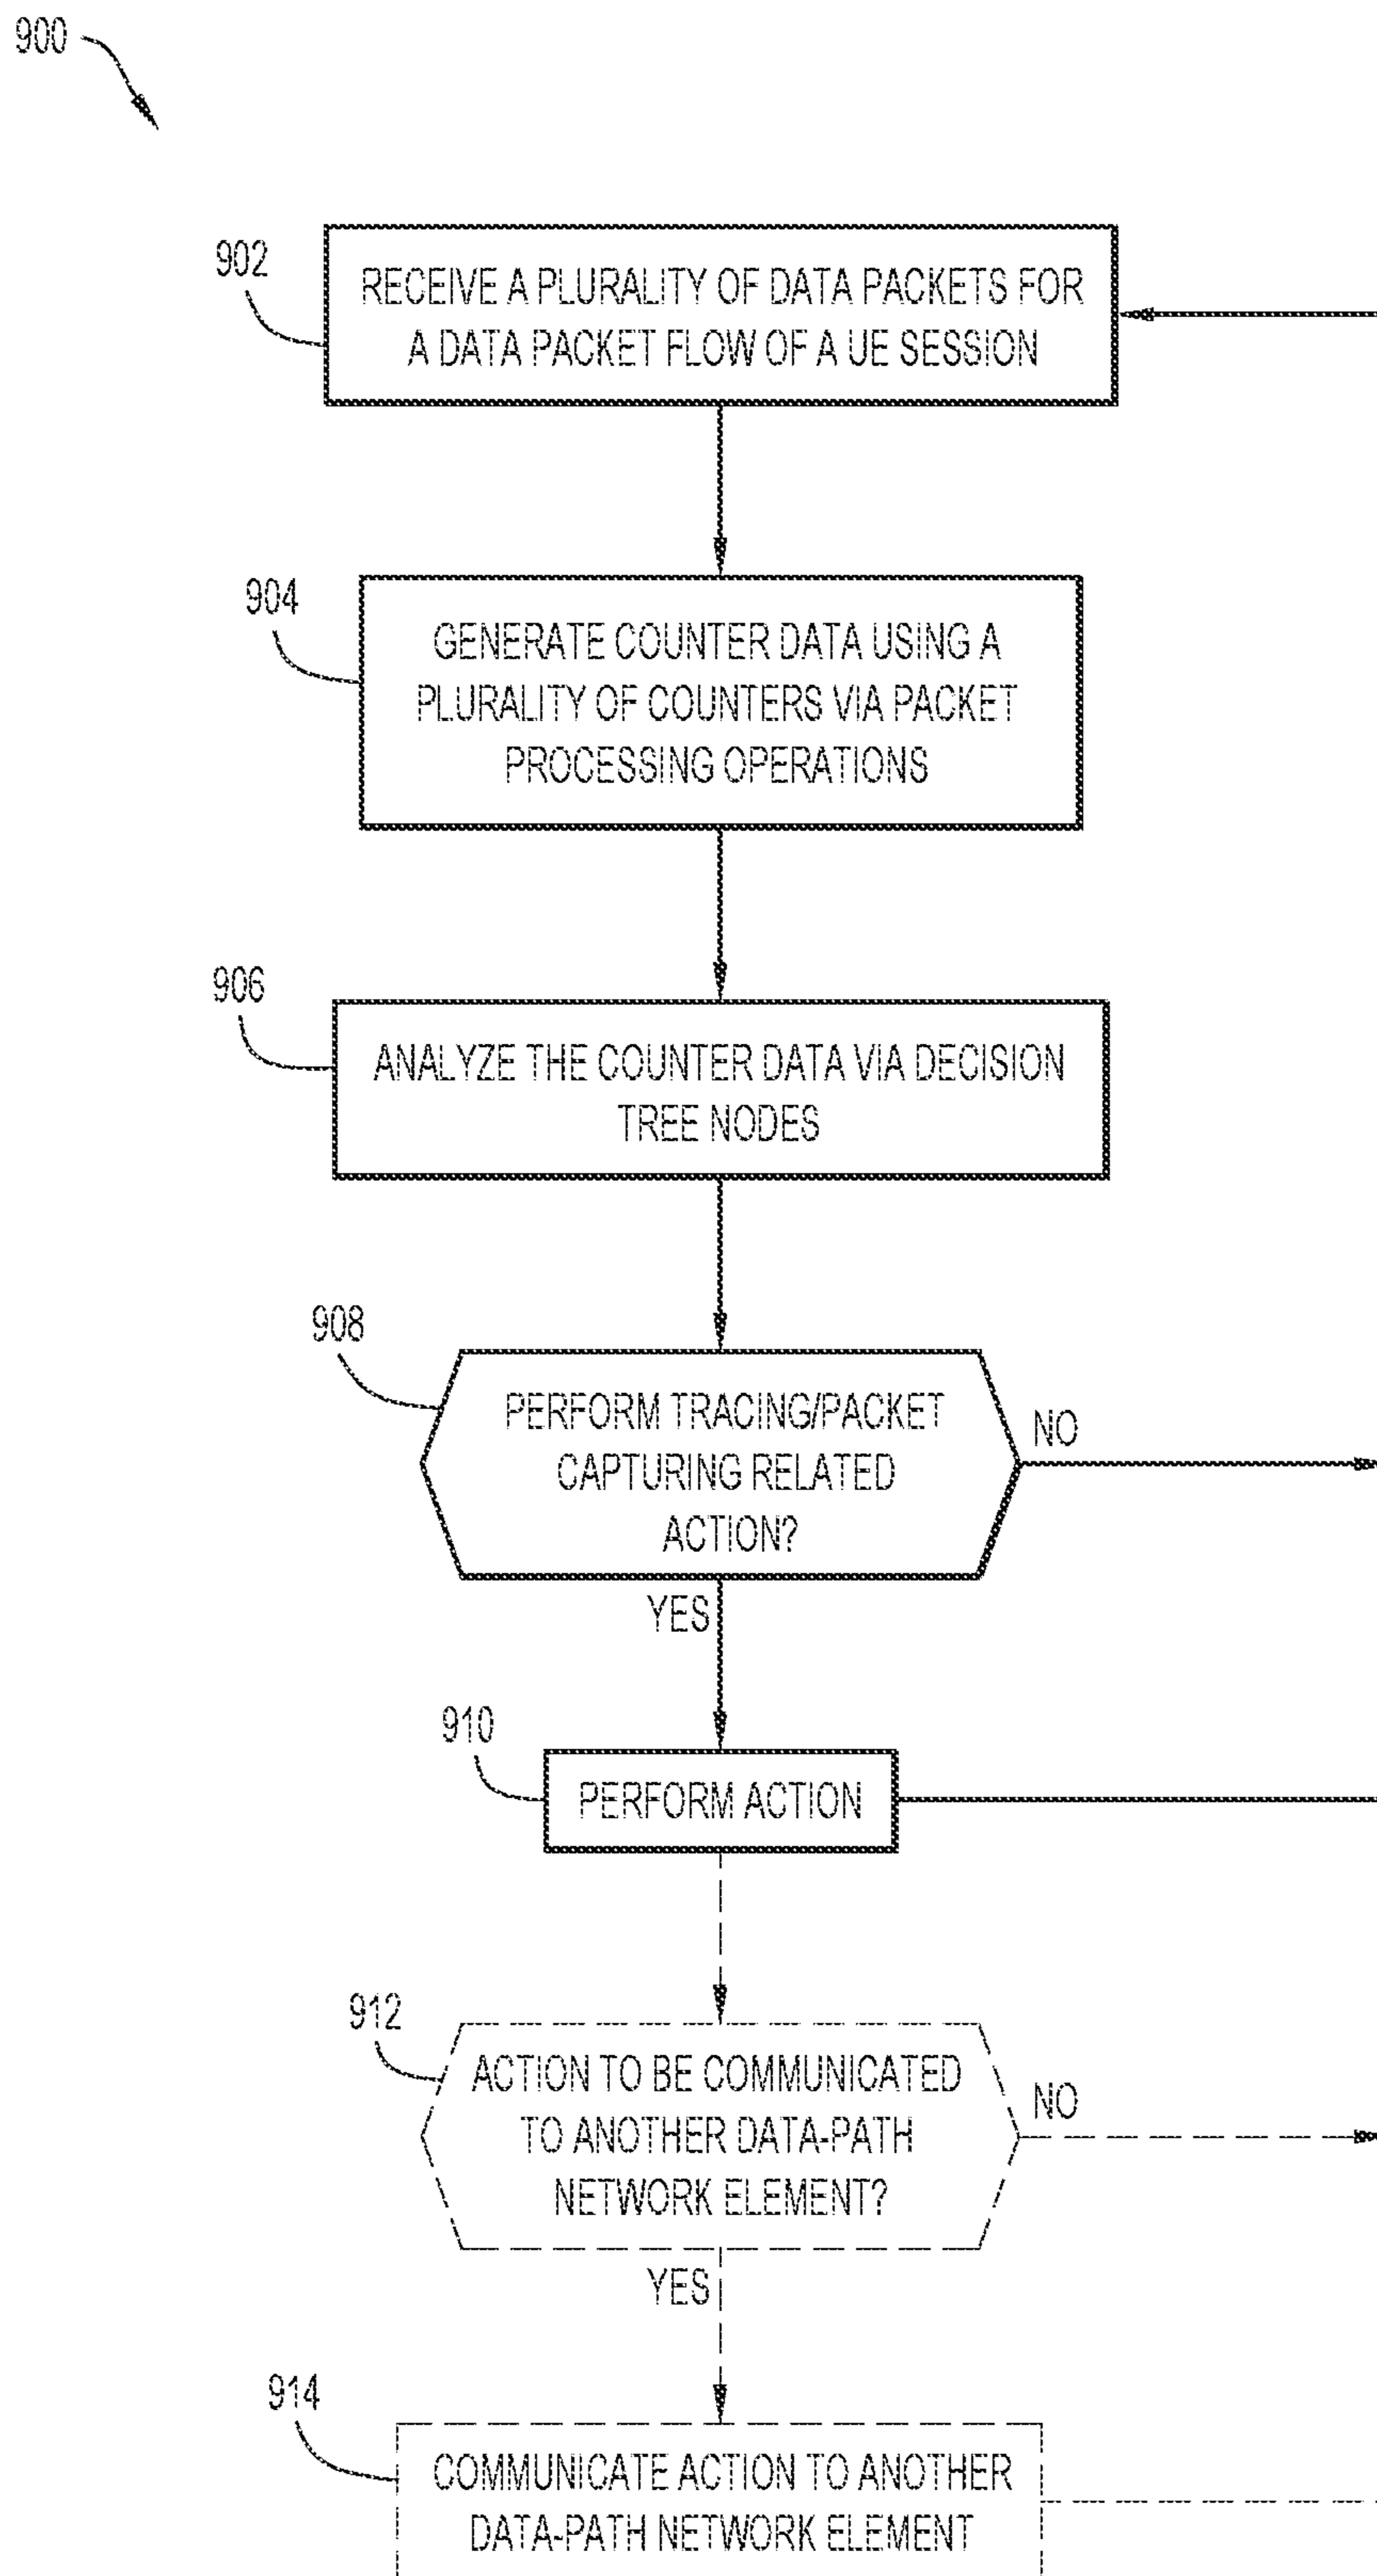 900
902
RECEIVE A PLURALITY OF DATA PACKETS FOR
A DATA PACKET FLOW OF A UE SESSION
904
GENERATE COUNTER DATA USING A
PLURALITY OF COUNTERS VIA PACKET
PROCESSING OPERATIONS
906
ANALYZE THE COUNTER DATA VIA DECISION
TREE NODES
908
PERFORM TRACING/PACKET
CAPTURING RELATED
ACTION?
NO
YES
910
PERFORM ACTION
912
ACTION TO BE COMMUNICATED
TO ANOTHER DATA-PATH
NETWORK ELEMENT?
NO
YES
914
COMMUNICATE ACTION TO ANOTHER
DATA-PATH NETWORK ELEMENT